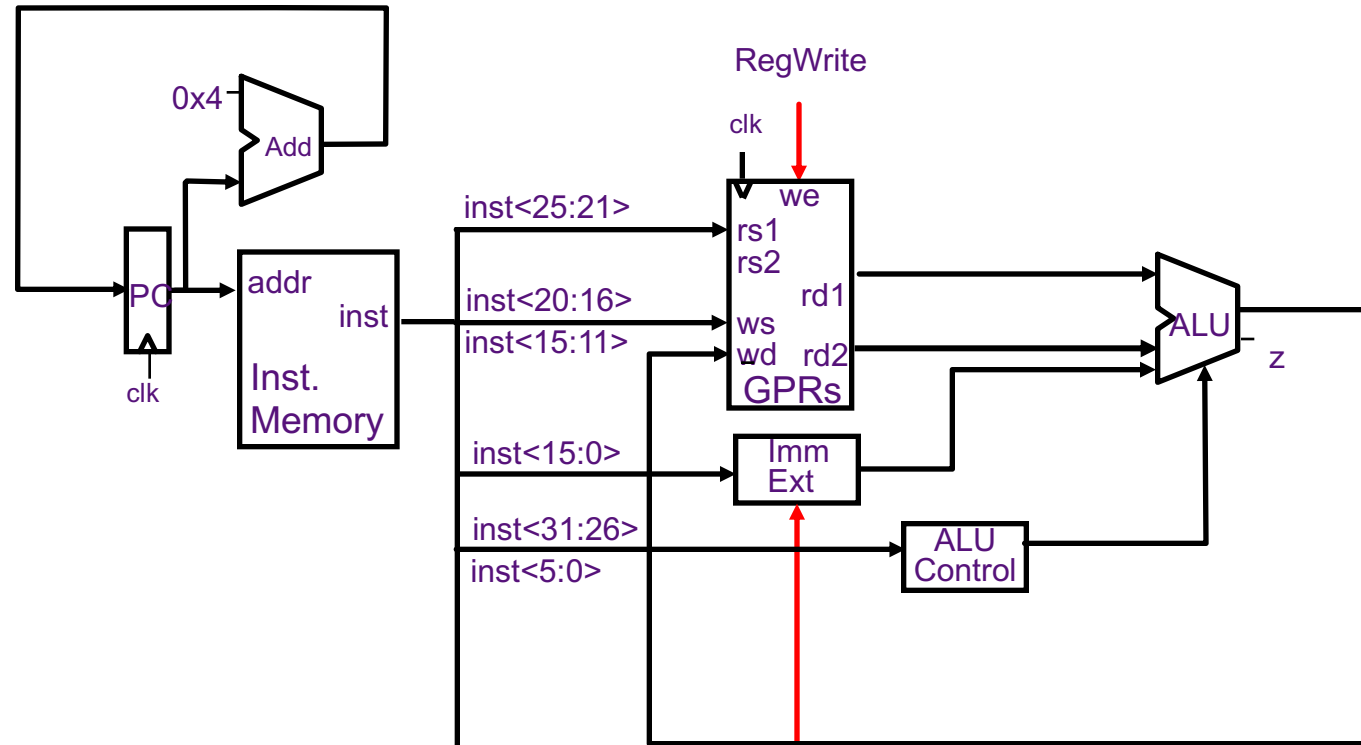 RegWrite
0x4
Add
clk
we
inst<25:21>
rs1
rs2
PC
addr
inst
rd1
inst<20:16>
ws
ALU
inst<15:11>
wd
rd2
z
clk
Inst.
Memory
GPRs
inst<15:0>
Imm
Ext
inst<31:26>
ALU
Control
inst<5:0>